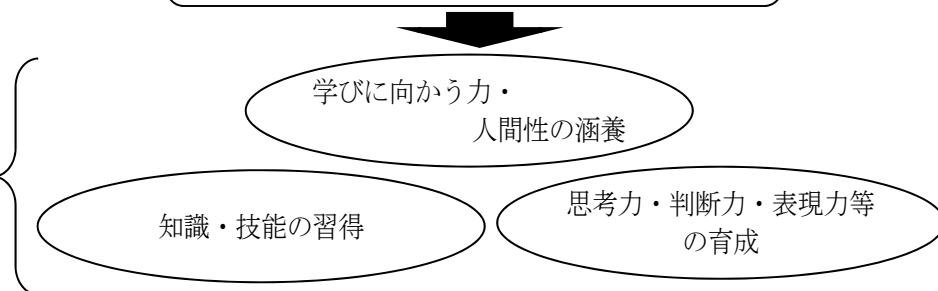 学びに向かう力・
人間性の涵養
知識・技能の習得
思考力・判断力・表現力等
の育成